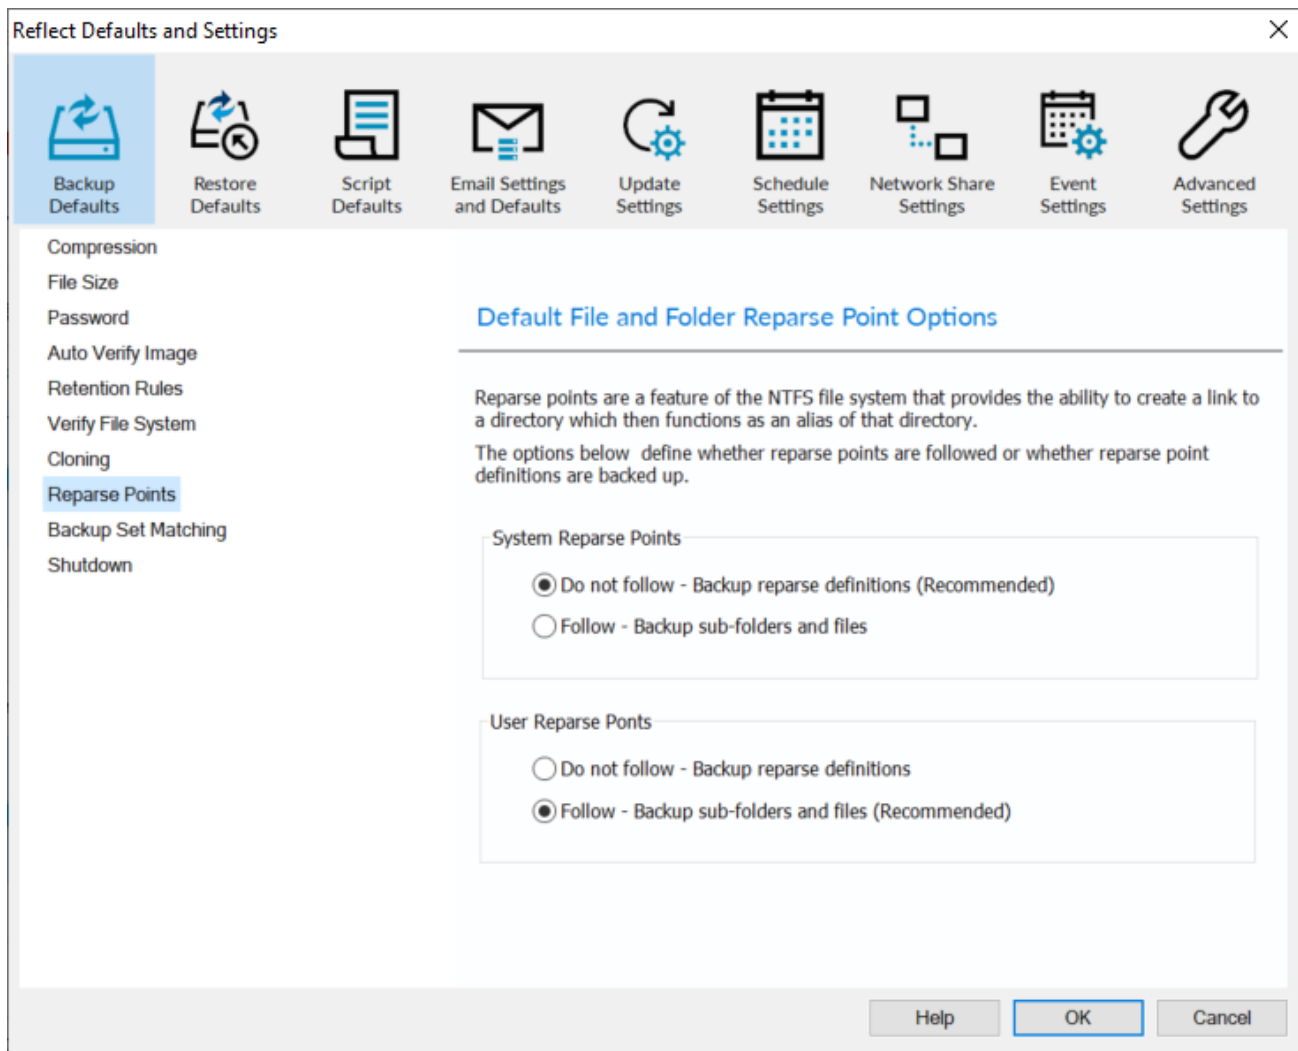 Reflect Defaults and Settings
Backup
Defaults
Restore
Defaults
Script
Defaults
Email Settings
and Defaults
Update
Settings
Schedule
Settings
Network Share
Settings
Event
Settings
Advanced
Settings
Compression
File Size
Password
Auto Verify Image
Retention Rules
Verify File System
Cloning
Reparse Points
Backup Set Matching
Shutdown
Default File and Folder Reparse Point Options
Reparse points are a feature of the NTFS file system that provides the ability to create a link to
a directory which then functions as an alias of that directory.
The options below  define whether reparse points are followed or whether reparse point
definitions are backed up.
System Reparse Points
Do not follow - Backup reparse definitions (Recommended)
Follow - Backup sub-folders and files
User Reparse Ponts
Do not follow - Backup reparse definitions
Follow - Backup sub-folders and files (Recommended)
Help
OK
Cancel